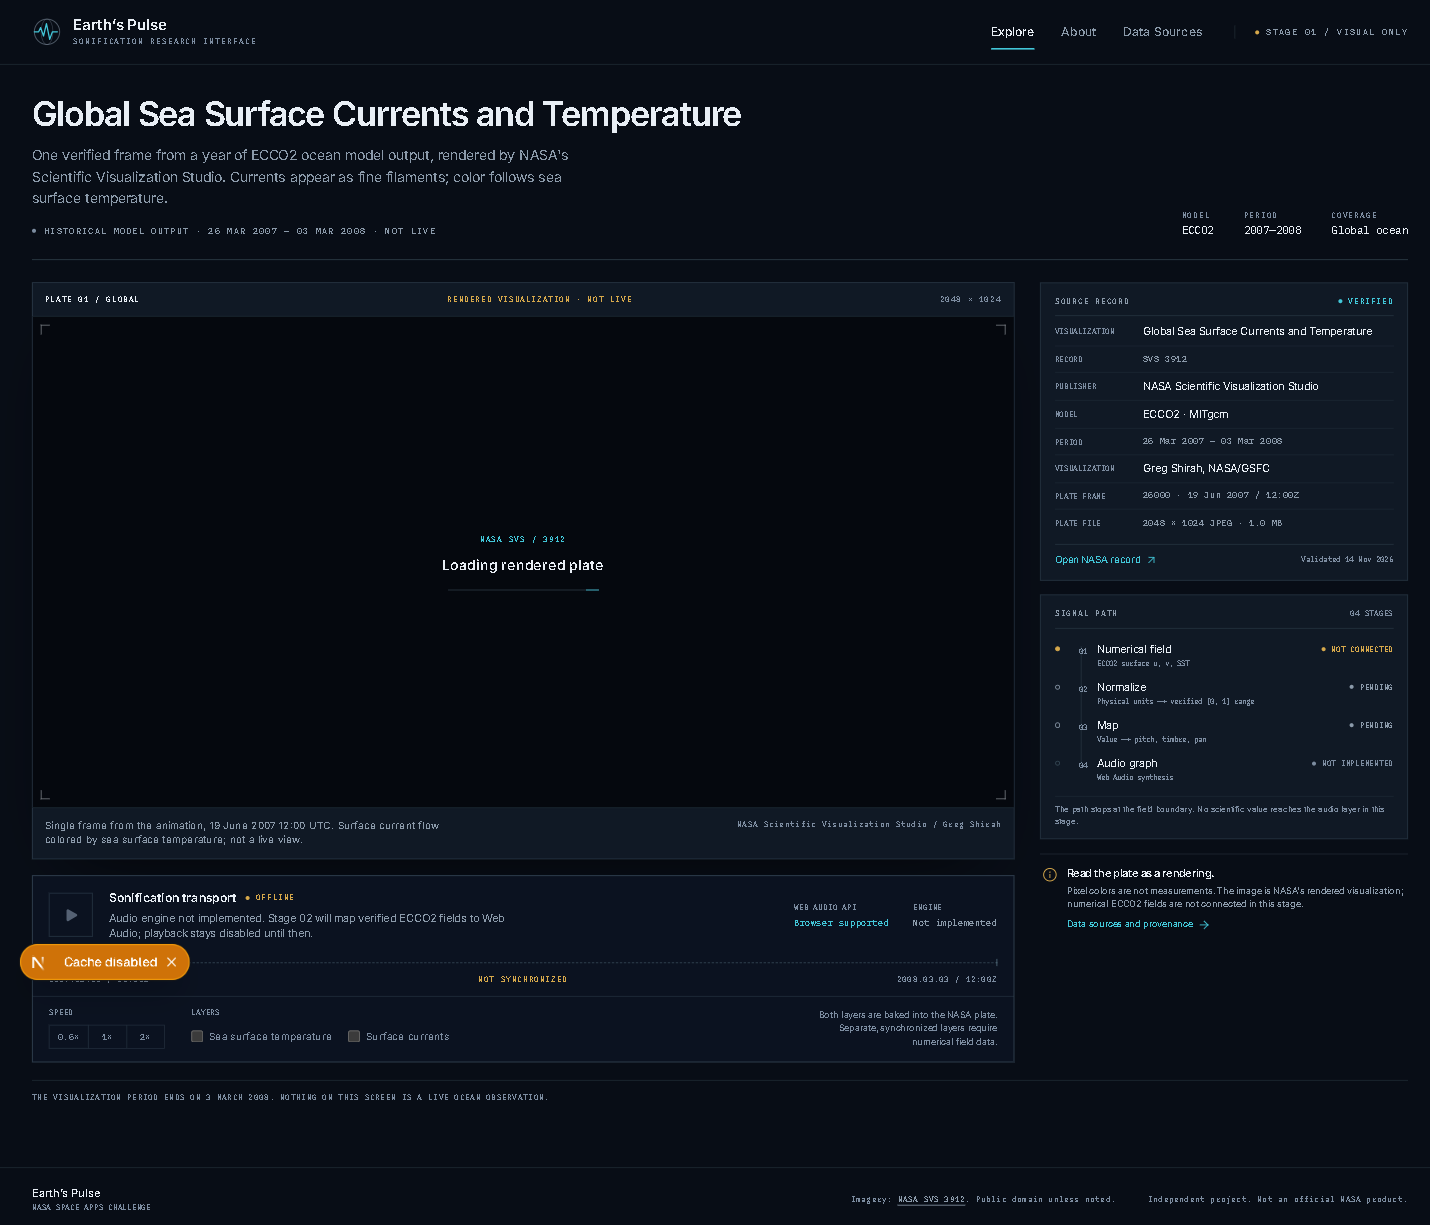 Earth's Pulse
SONIFICATION RESEARCH INTERFACE
Explore
About
Data Sources
STAGE 01 / VISUAL ONLY
Global Sea Surface Currents and Temperature
One verified frame from a year of ECCO2 ocean model output, rendered by NASA's
Scientific Visualization Studio. Currents appear as fine filaments; color follows sea
surface temperature.
HISTORICAL MODEL OUTPUT · 26 MAR 2007 – 03 MAR 2008 · NOT LIVE
MODEL
ECCO2
PERIOD
2007–2008
COVERAGE
Global ocean
PLATE 01 / GLOBAL
RENDERED VISUALIZATION · NOT LIVE
2048 × 1024
NASA SVS / 3912
Loading rendered plate
Single frame from the animation, 19 June 2007 12:00 UTC. Surface current flow
colored by sea surface temperature; not a live view.
NASA Scientific Visualization Studio / Greg Shirah
Sonification transport
OFFLINE
Audio engine not implemented. Stage 02 will map verified ECCO2 fields to Web
Audio; playback stays disabled until then.
WEB AUDIO API
Browser supported
ENGINE
Not implemented
Cache disabled
NOT SYNCHRONIZED
2008.03.03 / 12:00Z
SPEED
0.6×
1×
2×
LAYERS
Sea surface temperature
Surface currents
Both layers are baked into the NASA plate.
Separate, synchronized layers require
numerical field data.
SOURCE RECORD
VERIFIED
VISUALIZATION
Global Sea Surface Currents and Temperature
RECORD
SVS 3912
PUBLISHER
NASA Scientific Visualization Studio
MODEL
ECCO2 · MITgcm
PERIOD
26 Mar 2007 – 03 Mar 2008
VISUALIZATION
Greg Shirah, NASA/GSFC
PLATE FRAME
26000 · 19 Jun 2007 / 12:00Z
PLATE FILE
2048 × 1024 JPEG · 1.0 MB
Open NASA record ↗
Validated 14 Nov 2026
SIGNAL PATH
04 STAGES
01
Numerical field
ECCO2 surface u, v, SST
NOT CONNECTED
02
Normalize
Physical units → verified [0, 1] range
PENDING
03
Map
Value → pitch, timbre, pan
PENDING
04
Audio graph
Web Audio synthesis
NOT IMPLEMENTED
The path stops at the field boundary. No scientific value reaches the audio layer in this
stage.
Read the plate as a rendering.
Pixel colors are not measurements. The image is NASA's rendered visualization;
numerical ECCO2 fields are not connected in this stage.
Data sources and provenance →
THE VISUALIZATION PERIOD ENDS ON 3 MARCH 2008. NOTHING ON THIS SCREEN IS A LIVE OCEAN OBSERVATION.
Earth's Pulse
NASA SPACE APPS CHALLENGE
Imagery: NASA SVS 3912. Public domain unless noted.
Independent project. Not an official NASA product.